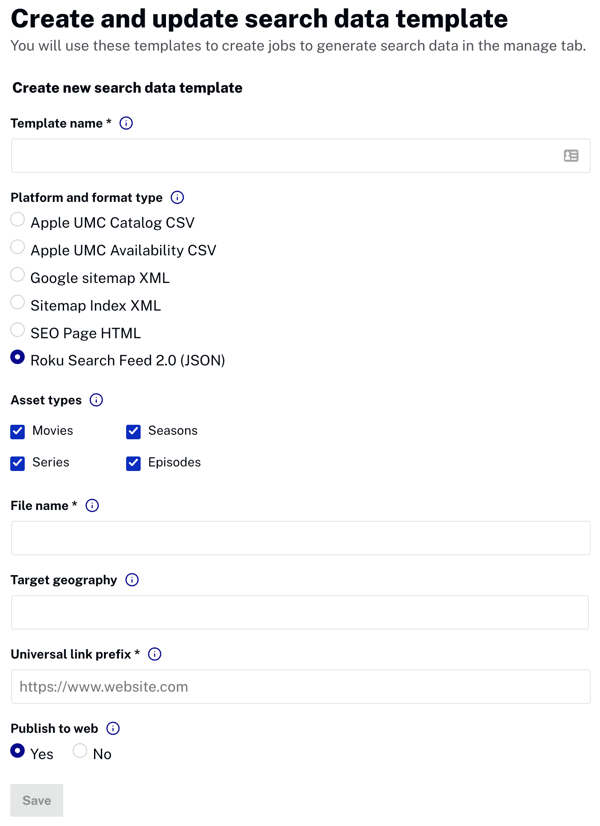 Create and update search data template
You will use these templates to create jobs to generate search data in the manage tab.
Create new search data template
Template name *
Platform and format type
Apple UMC Catalog CSV
Apple UMC Availability CSV
Google sitemap XML
Sitemap Index XML
SEO Page HTML
Roku Search Feed 2.0 (JSON)
Asset types
Movies Seasons
Series Episodes
File name *
Target geography
Universal link prefix *
https://www.website.com
Publish to web
Yes No
Save